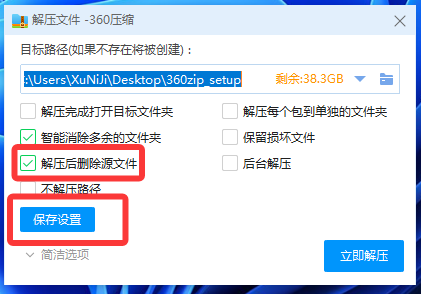 解压文件 -360压缩
目标路径(如果不存在将被创建)：
:\Users\XuNiJi\Desktop\360zip_setup 剩余:38.3GB
解压完成打开目标文件夹 解压每个包到单独的文件夹
智能消除多余的文件夹 保留损坏文件
解压后删除源文件 后台解压
不解压路径
保存设置
简洁选项 立即解压